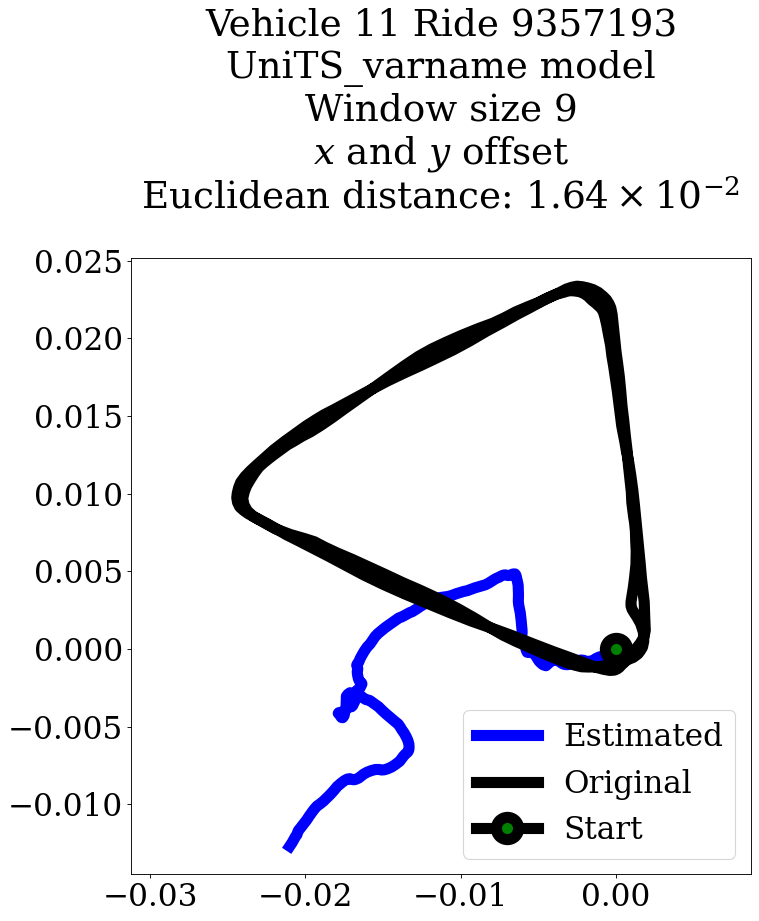 Vehicle 11 Ride 9357193
UniTS_varname model
Window size 9
x and y offset
Euclidean distance: 1.64 × 10⁻²
0.025
0.020
0.015
0.010
0.005
0.000
−0.005
−0.010
Estimated
Original
Start
−0.03
−0.02
−0.01
0.00